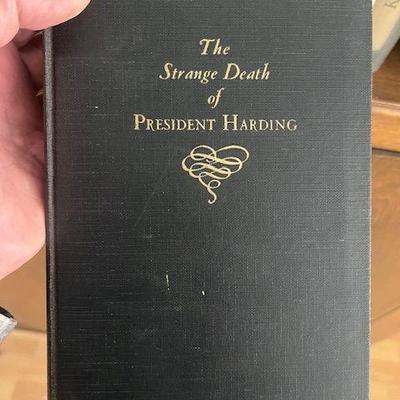 The
Strange Death
of
PRESIDENT HARDING